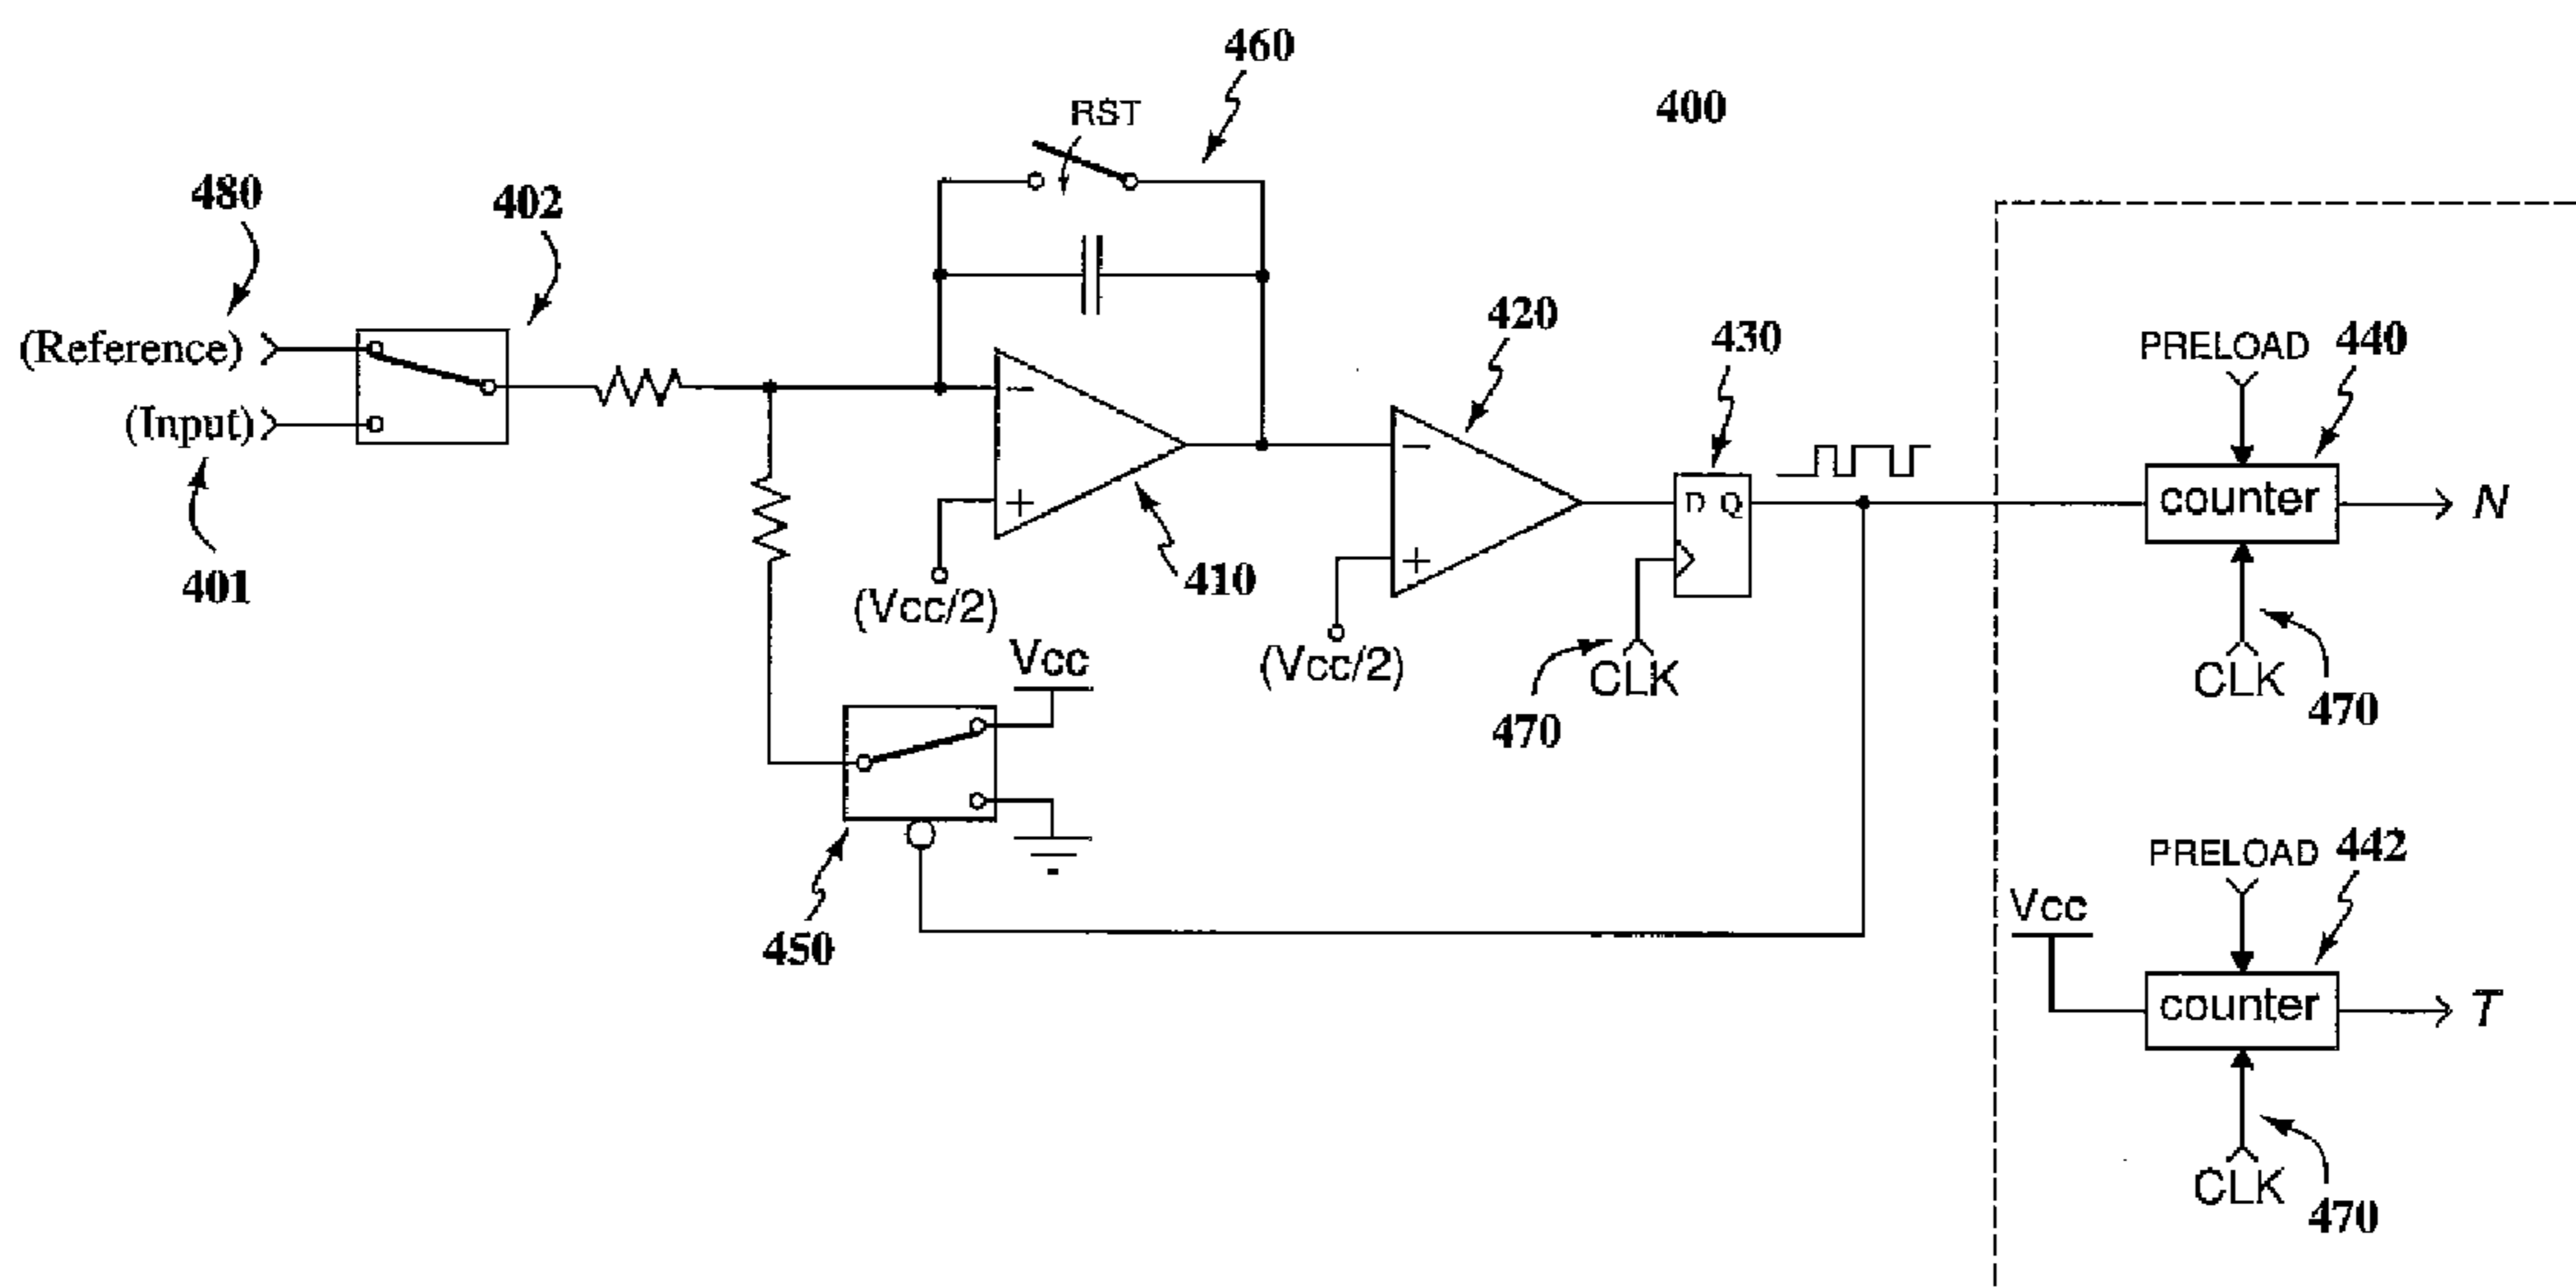 460
RST
400
480
402
(Reference)
(Input)
401
−
+
(Vcc/2)
410
420
−
+
(Vcc/2)
430
D Q
CLK
470
Vcc
450
PRELOAD
440
counter
N
CLK
470
PRELOAD
442
Vcc
counter
T
CLK
470